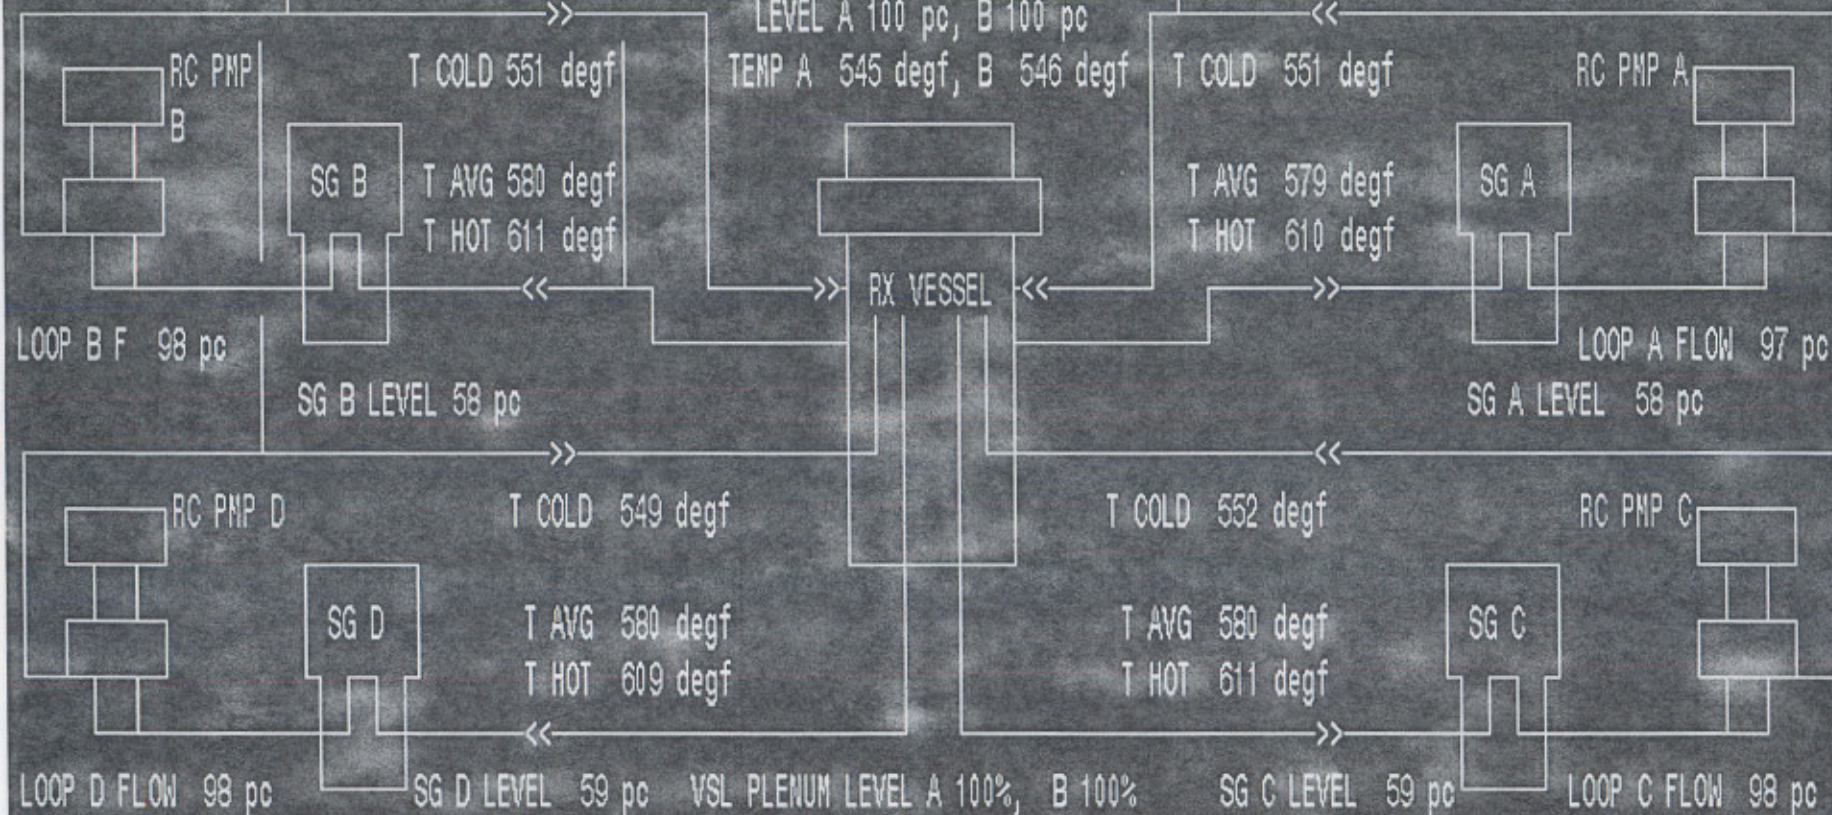 LEVEL A 100 pc, B 100 pc
RC PMP B
T COLD 551 degf
TEMP A 545 degf, B 546 degf
T COLD 551 degf
RC PMP A
SG B
T AVG 580 degf
T HOT 611 degf
T AVG 579 degf
T HOT 610 degf
SG A
RX VESSEL
LOOP B F 98 pc
LOOP A FLOW 97 pc
SG B LEVEL 58 pc
SG A LEVEL 58 pc
RC PMP D
T COLD 549 degf
T COLD 552 degf
RC PMP C
SG D
T AVG 580 degf
T HOT 609 degf
T AVG 580 degf
T HOT 611 degf
SG C
LOOP D FLOW 98 pc
SG D LEVEL 59 pc
VSL PLENUM LEVEL A 100%, B 100%
SG C LEVEL 59 pc
LOOP C FLOW 98 pc